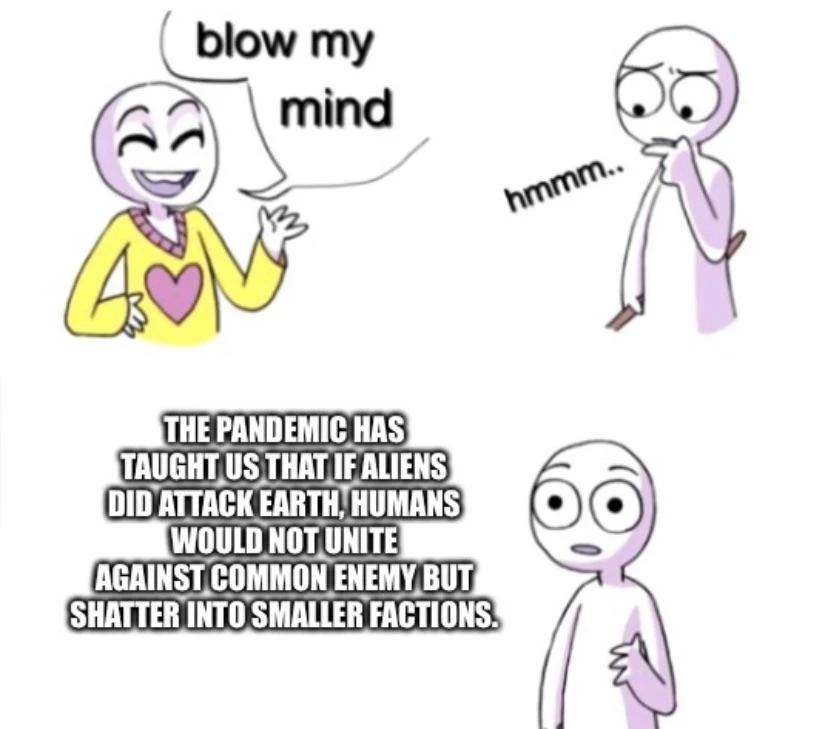 blow my
mind
hmmm..
THE PANDEMIC HAS
TAUGHT US THAT IF ALIENS
DID ATTACK EARTH, HUMANS
WOULD NOT UNITE
AGAINST COMMON ENEMY BUT
SHATTER INTO SMALLER FACTIONS.